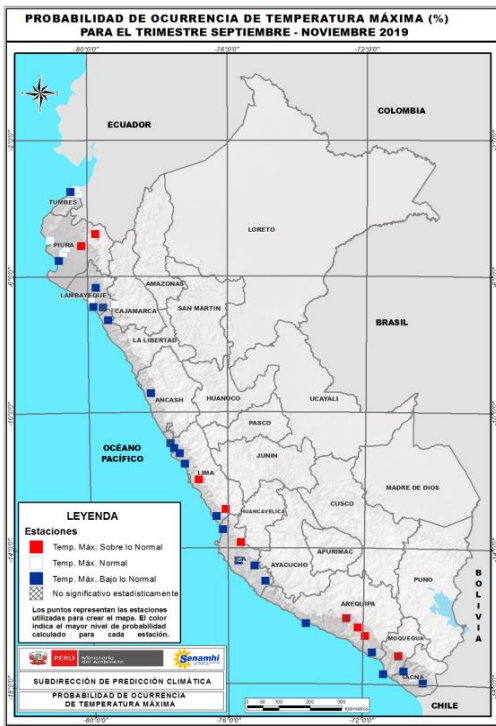 PROBABILIDAD DE OCURRENCIA DE TEMPERATURA MÁXIMA (%)
PARA EL TRIMESTRE SEPTIEMBRE - NOVIEMBRE 2019
80°0'0" 76°0'0" 72°0'0"
COLOMBIA
ECUADOR
TUMBES
LORETO
PIURA
AMAZONAS
LAMBAYEQUE
CAJAMARCA
SAN MARTIN
BRASIL
LA LIBERTAD
ANCASH
HUANUCO
UCAYALI
PASCO
OCÉANO
PACÍFICO
JUNIN
LIMA
MADRE DE DIOS
CUSCO
HUANCAVELICA
APURIMAC
AYACUCHO
PUNO
BOLIVIA
AREQUIPA
MOQUEGUA
TACNA
CHILE
LEYENDA
Estaciones
Temp. Máx. Sobre lo Normal
Temp. Máx. Normal
Temp. Máx. Bajo lo Normal
No significativo estadísticamente
Los puntos representan las estaciones
utilizadas para crear el mapa. El color
indica el mayor nivel de probabilidad
calculado para cada estación.
PERÚ Ministerio del Ambiente Senamhi
SUBDIRECCIÓN DE PREDICCIÓN CLIMÁTICA
PROBABILIDAD DE OCURRENCIA
DE TEMPERATURA MÁXIMA
Kilómetros
80°0'0" 76°0'0" 72°0'0"